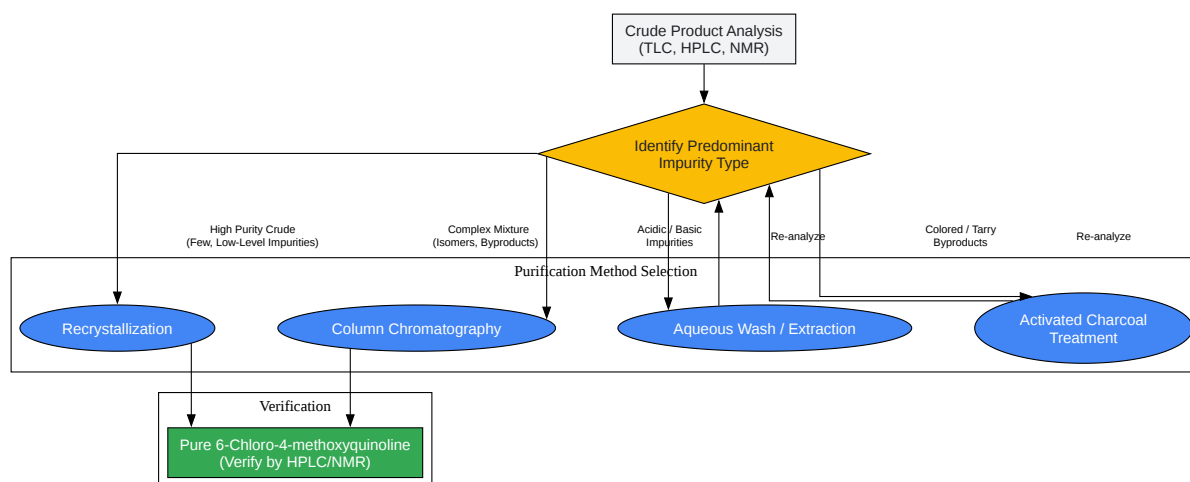 Crude Product Analysis
(TLC, HPLC, NMR)
Identify Predominant
Impurity Type
High Purity Crude
(Few, Low-Level Impurities)
Complex Mixture
(Isomers, Byproducts)
Acidic / Basic
Impurities
Re-analyze
Colored / Tarry
Byproducts
Re-analyze
Purification Method Selection
Recrystallization
Column Chromatography
Aqueous Wash / Extraction
Activated Charcoal
Treatment
Verification
Pure 6-Chloro-4-methoxyquinoline
(Verify by HPLC/NMR)